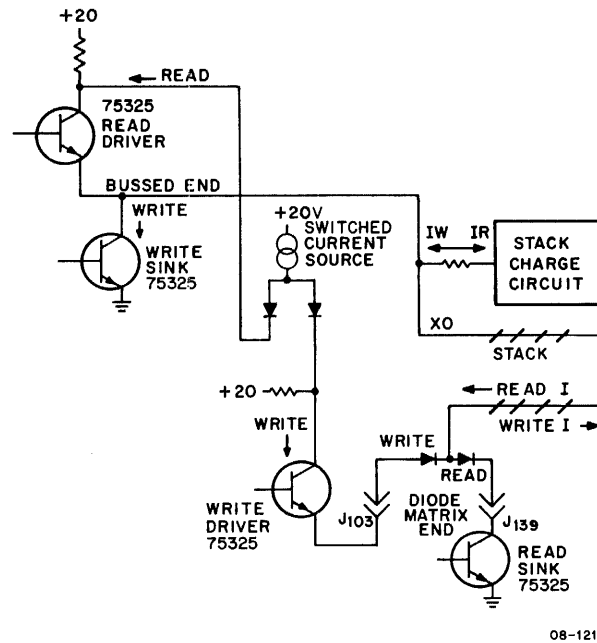 +20
READ
75325
READ
DRIVER
BUSSED END
WRITE
WRITE
SINK
75325
+20V
SWITCHED
CURRENT
SOURCE
IW IR
STACK
CHARGE
CIRCUIT
XO
STACK
+20
READ I
WRITE I
WRITE
WRITE
READ
WRITE
DRIVER
75325
J103
DIODE
MATRIX
END
J139
READ
SINK
75325
08-121